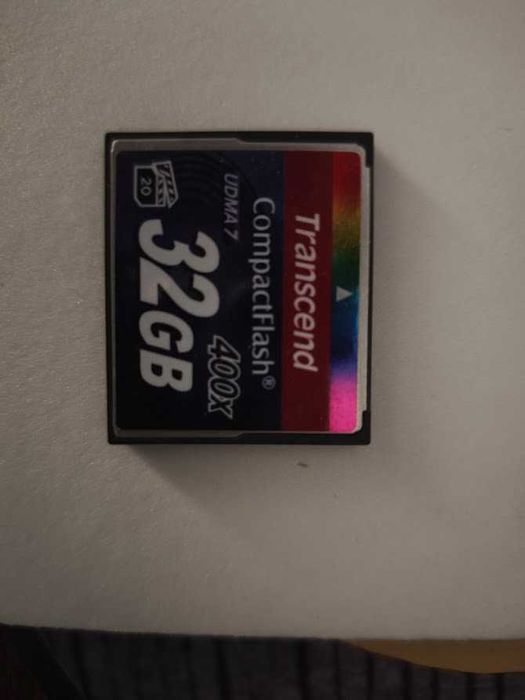 Transcend
CompactFlash®
UDMA 7
400x
32GB
20